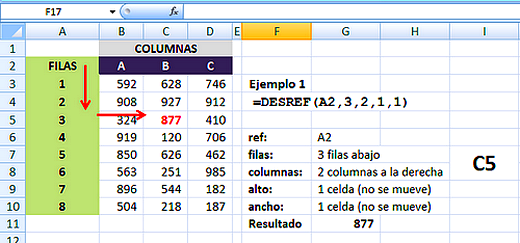 F17 fx
A B C D E F G H I
1 COLUMNAS
2 FILAS A B C
3 1 592 628 746 Ejemplo 1
4 2 908 927 912 =DESREF(A2,3,2,1,1)
5 3 324 877 410
6 4 919 120 706 ref: A2
7 5 850 626 462 filas: 3 filas abajo
8 6 563 251 985 columnas: 2 columnas a la derecha C5
9 7 896 544 182 alto: 1 celda (no se mueve)
10 8 504 218 187 ancho: 1 celda (no se mueve)
11 Resultado 877